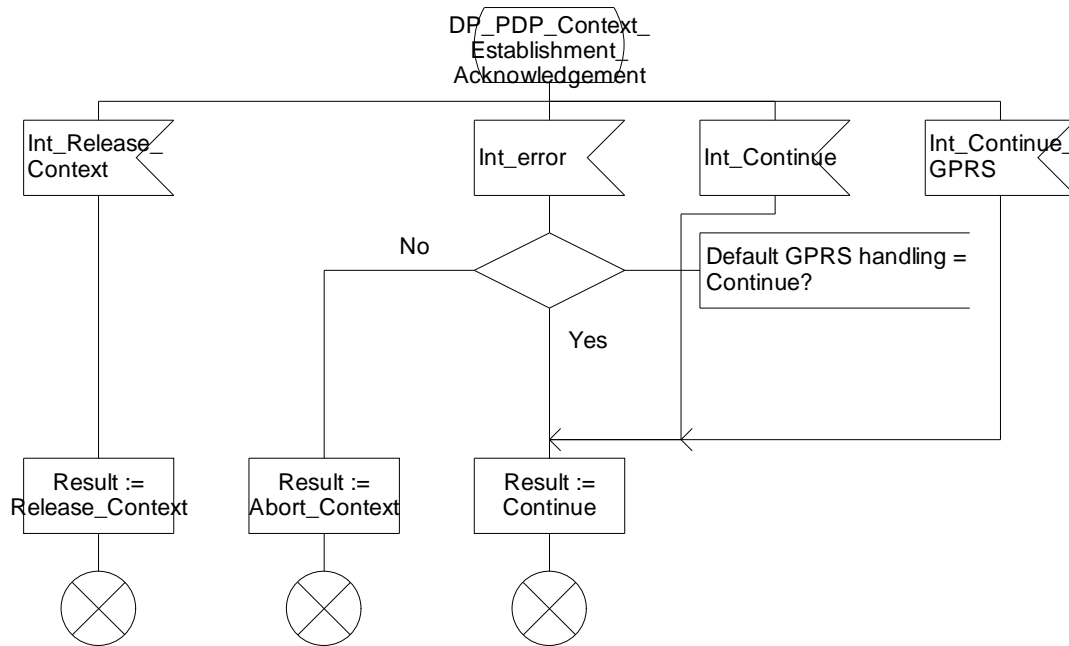 DP_PDP_Context_
Establishment_
Acknowledgement
Int_Release_
Context
Int_error
Int_Continue
Int_Continue_
GPRS
No
Default GPRS handling =
Continue?
Yes
Result :=
Release_Context
Result :=
Abort_Context
Result :=
Continue